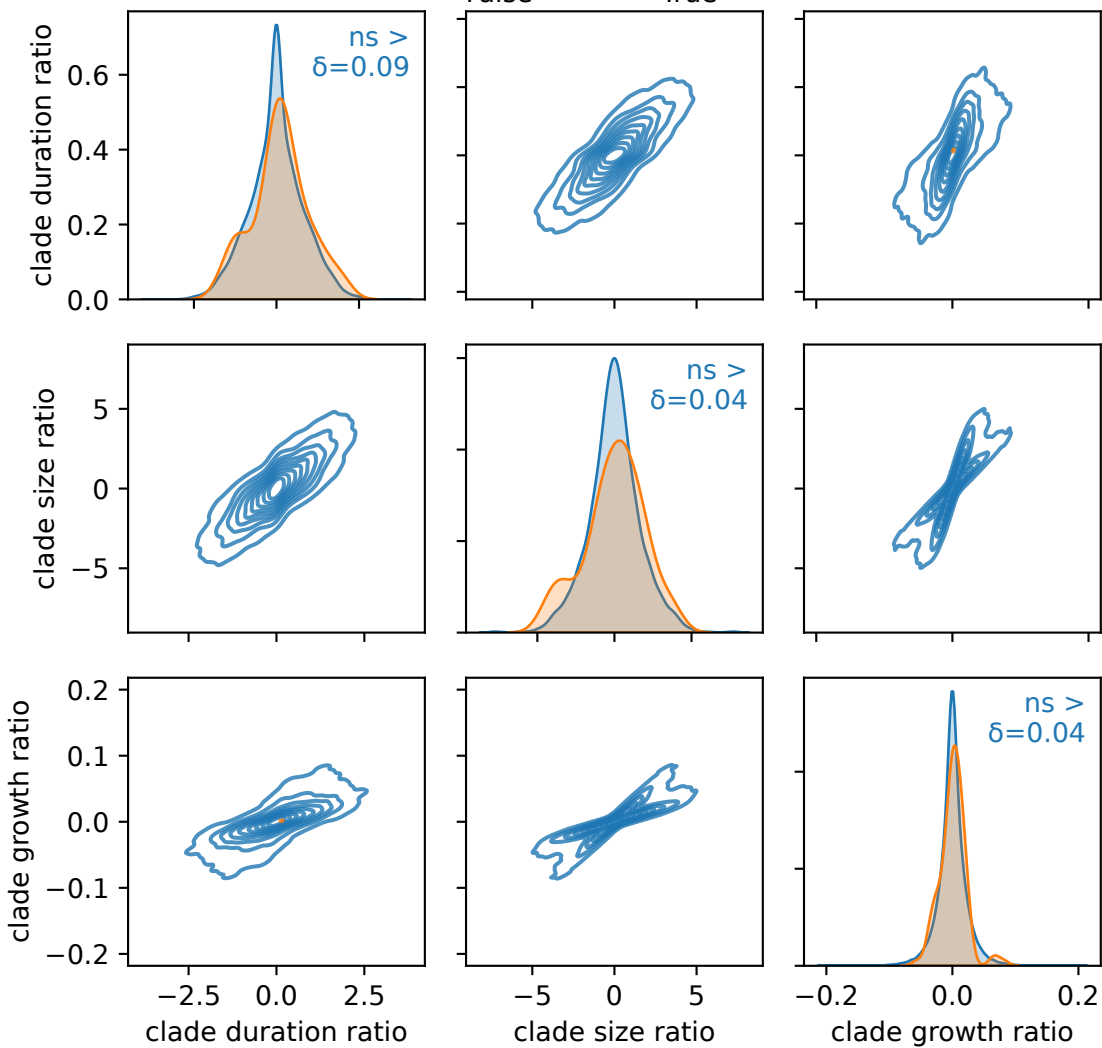 True
clade duration ratio
0.6
0.4
0.2
0.0
ns >
δ=0.09
clade size ratio
5
0
−5
ns >
δ=0.04
clade growth ratio
0.2
0.1
0.0
−0.1
−0.2
ns >
δ=0.04
−2.5 0.0 2.5
−5 0 5
−0.2 0.0 0.2
clade duration ratio
clade size ratio
clade growth ratio